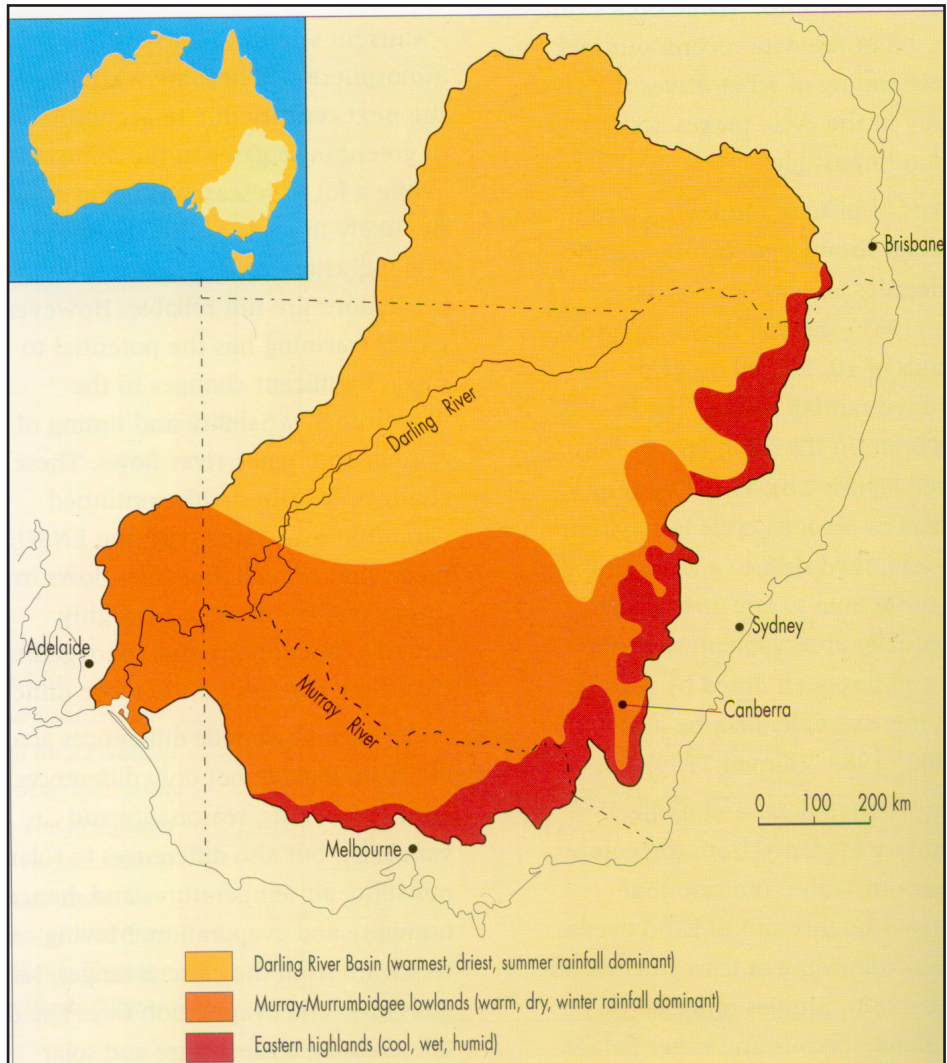 Brisbane
Darling River
Adelaide
Sydney
Murray River
Canberra
0 100 200 km
Melbourne
Darling River Basin (warmest, driest, summer rainfall dominant)
Murray-Murrumbidgee lowlands (warm, dry, winter rainfall dominant)
Eastern highlands (cool, wet, humid)